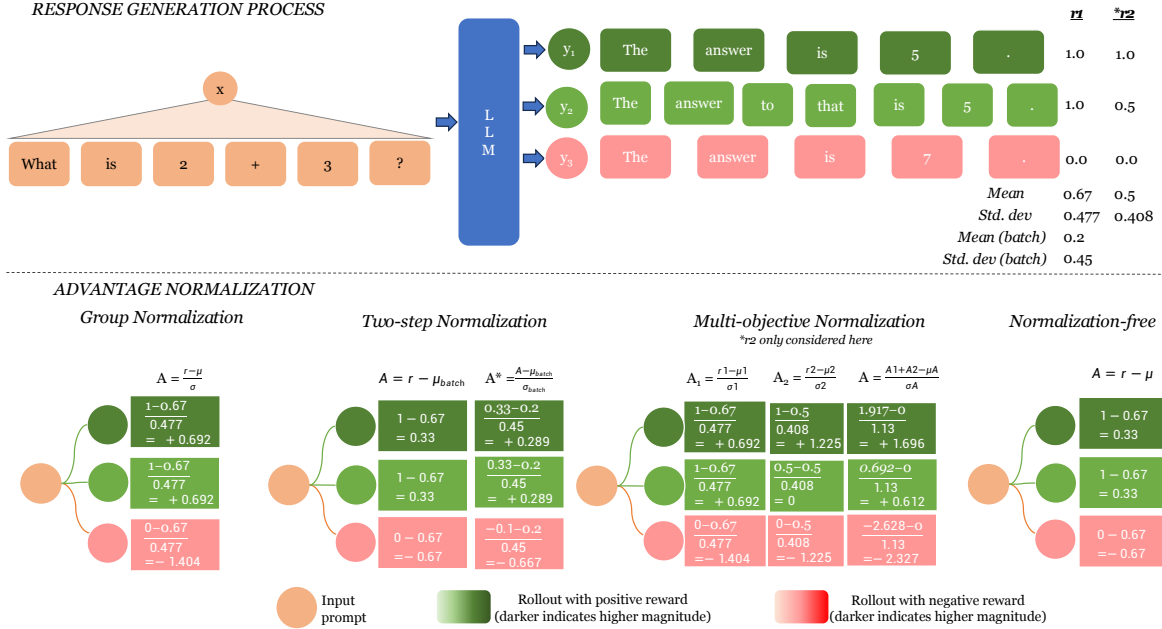 RESPONSE GENERATION PROCESS
r1 *r2
x
What is 2 + 3 ?
L
L
M
y1 The answer is 5 . 1.0 1.0
y2 The answer to that is 5 . 1.0 0.5
y3 The answer is 7 . 0.0 0.0
Mean 0.67 0.5
Std. dev 0.477 0.408
Mean (batch) 0.2
Std. dev (batch) 0.45
ADVANTAGE NORMALIZATION
Group Normalization
A = r−μ / σ
1−0.67
0.477
= + 0.692
1−0.67
0.477
= + 0.692
0−0.67
0.477
=− 1.404
Two-step Normalization
A = r − μbatch
A* = A−μbatch / σbatch
1 − 0.67
= 0.33
0.33−0.2
0.45
= + 0.289
1 − 0.67
= 0.33
0.33−0.2
0.45
= + 0.289
0 − 0.67
=− 0.67
−0.1−0.2
0.45
=− 0.667
Multi-objective Normalization
*r2 only considered here
A1 = r1−μ1 / σ1
A2 = r2−μ2 / σ2
A = A1+A2−μA / σA
1−0.67
0.477
= + 0.692
1−0.5
0.408
= + 1.225
1.917−0
1.13
= + 1.696
1−0.67
0.477
= + 0.692
0.5−0.5
0.408
= 0
0.692−0
1.13
= + 0.612
0−0.67
0.477
=− 1.404
0−0.5
0.408
=− 1.225
−2.628−0
1.13
=− 2.327
Normalization-free
A = r − μ
1 − 0.67
= 0.33
1 − 0.67
= 0.33
0 − 0.67
=− 0.67
Input
prompt
Rollout with positive reward
(darker indicates higher magnitude)
Rollout with negative reward
(darker indicates higher magnitude)